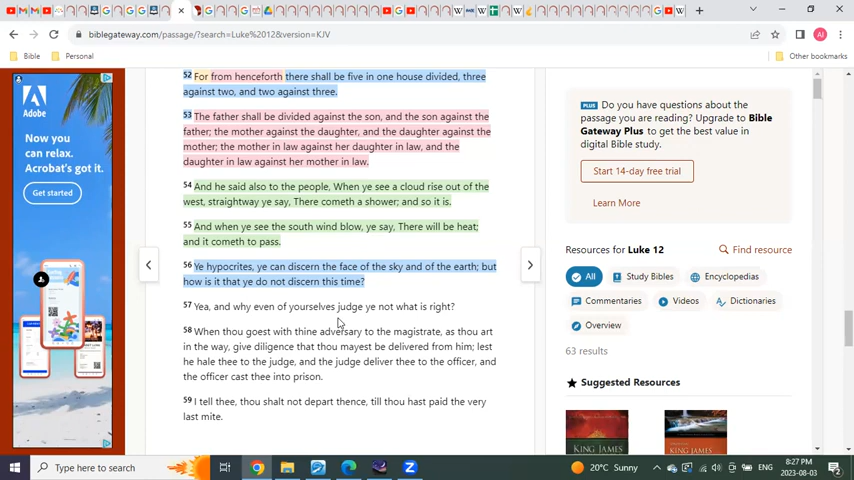 biblegateway.com/passage/?search=Luke%2012&version=KJV
Bible
Personal
Other bookmarks
Adobe
Now you
can relax.
Acrobat's got it.
Get started
52 For from henceforth there shall be five in one house divided, three
against two, and two against three.
53 The father shall be divided against the son, and the son against the
father; the mother against the daughter, and the daughter against the
mother; the mother in law against her daughter in law, and the
daughter in law against her mother in law.
54 And he said also to the people, When ye see a cloud rise out of the
west, straightway ye say, There cometh a shower; and so it is.
55 And when ye see the south wind blow, ye say, There will be heat;
and it cometh to pass.
56 Ye hypocrites, ye can discern the face of the sky and of the earth; but
how is it that ye do not discern this time?
57 Yea, and why even of yourselves judge ye not what is right?
58 When thou goest with thine adversary to the magistrate, as thou art
in the way, give diligence that thou mayest be delivered from him; lest
he hale thee to the judge, and the judge deliver thee to the officer, and
the officer cast thee into prison.
59 I tell thee, thou shalt not depart thence, till thou hast paid the very
last mite.
PLUS Do you have questions about the
passage you are reading? Upgrade to Bible
Gateway Plus to get the best value in
digital Bible study.
Start 14-day free trial
Learn More
Resources for Luke 12
Find resource
All
Study Bibles
Encyclopedias
Commentaries
Videos
Dictionaries
Overview
63 results
Suggested Resources
KING JAMES
Type here to search
20°C Sunny
ENG
8:27 PM
2023-08-03
2